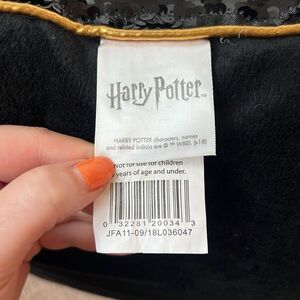 Harry Potter™
HARRY POTTER characters, names
and related indicia are © ™ WBEI. (s18)
Not for use for children
years of age and under.
0 32281 20034 3
JFA11-09/18L036047